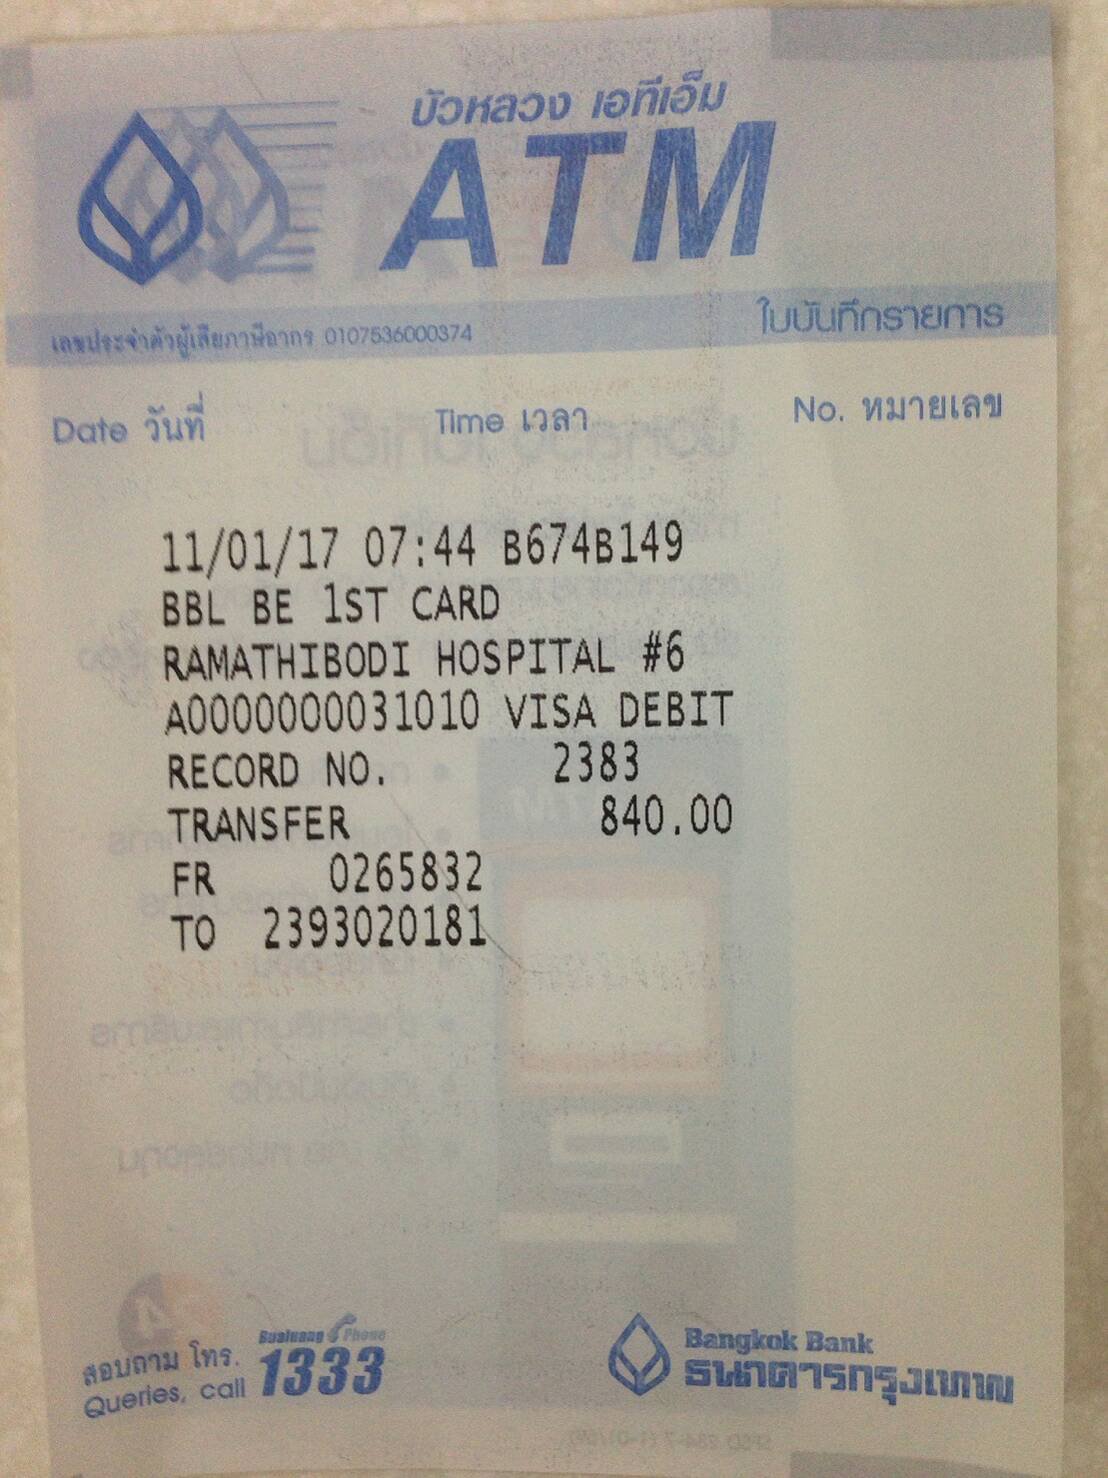 บัวหลวง เอทีเอ็ม
ATM
ใบบันทึกรายการ
เลขประจำตัวผู้เสียภาษีอากร 0107536000374
Date วันที่ Time เวลา No. หมายเลข
11/01/17 07:44 B674B149
BBL BE 1ST CARD
RAMATHIBODI HOSPITAL #6
A0000000031010 VISA DEBIT
RECORD NO. 2383
TRANSFER 840.00
FR 0265832
TO 2393020181
สอบถาม โทร.
Queries, call
Bualuang Phone
1333
Bangkok Bank
ธนาคารกรุงเทพ